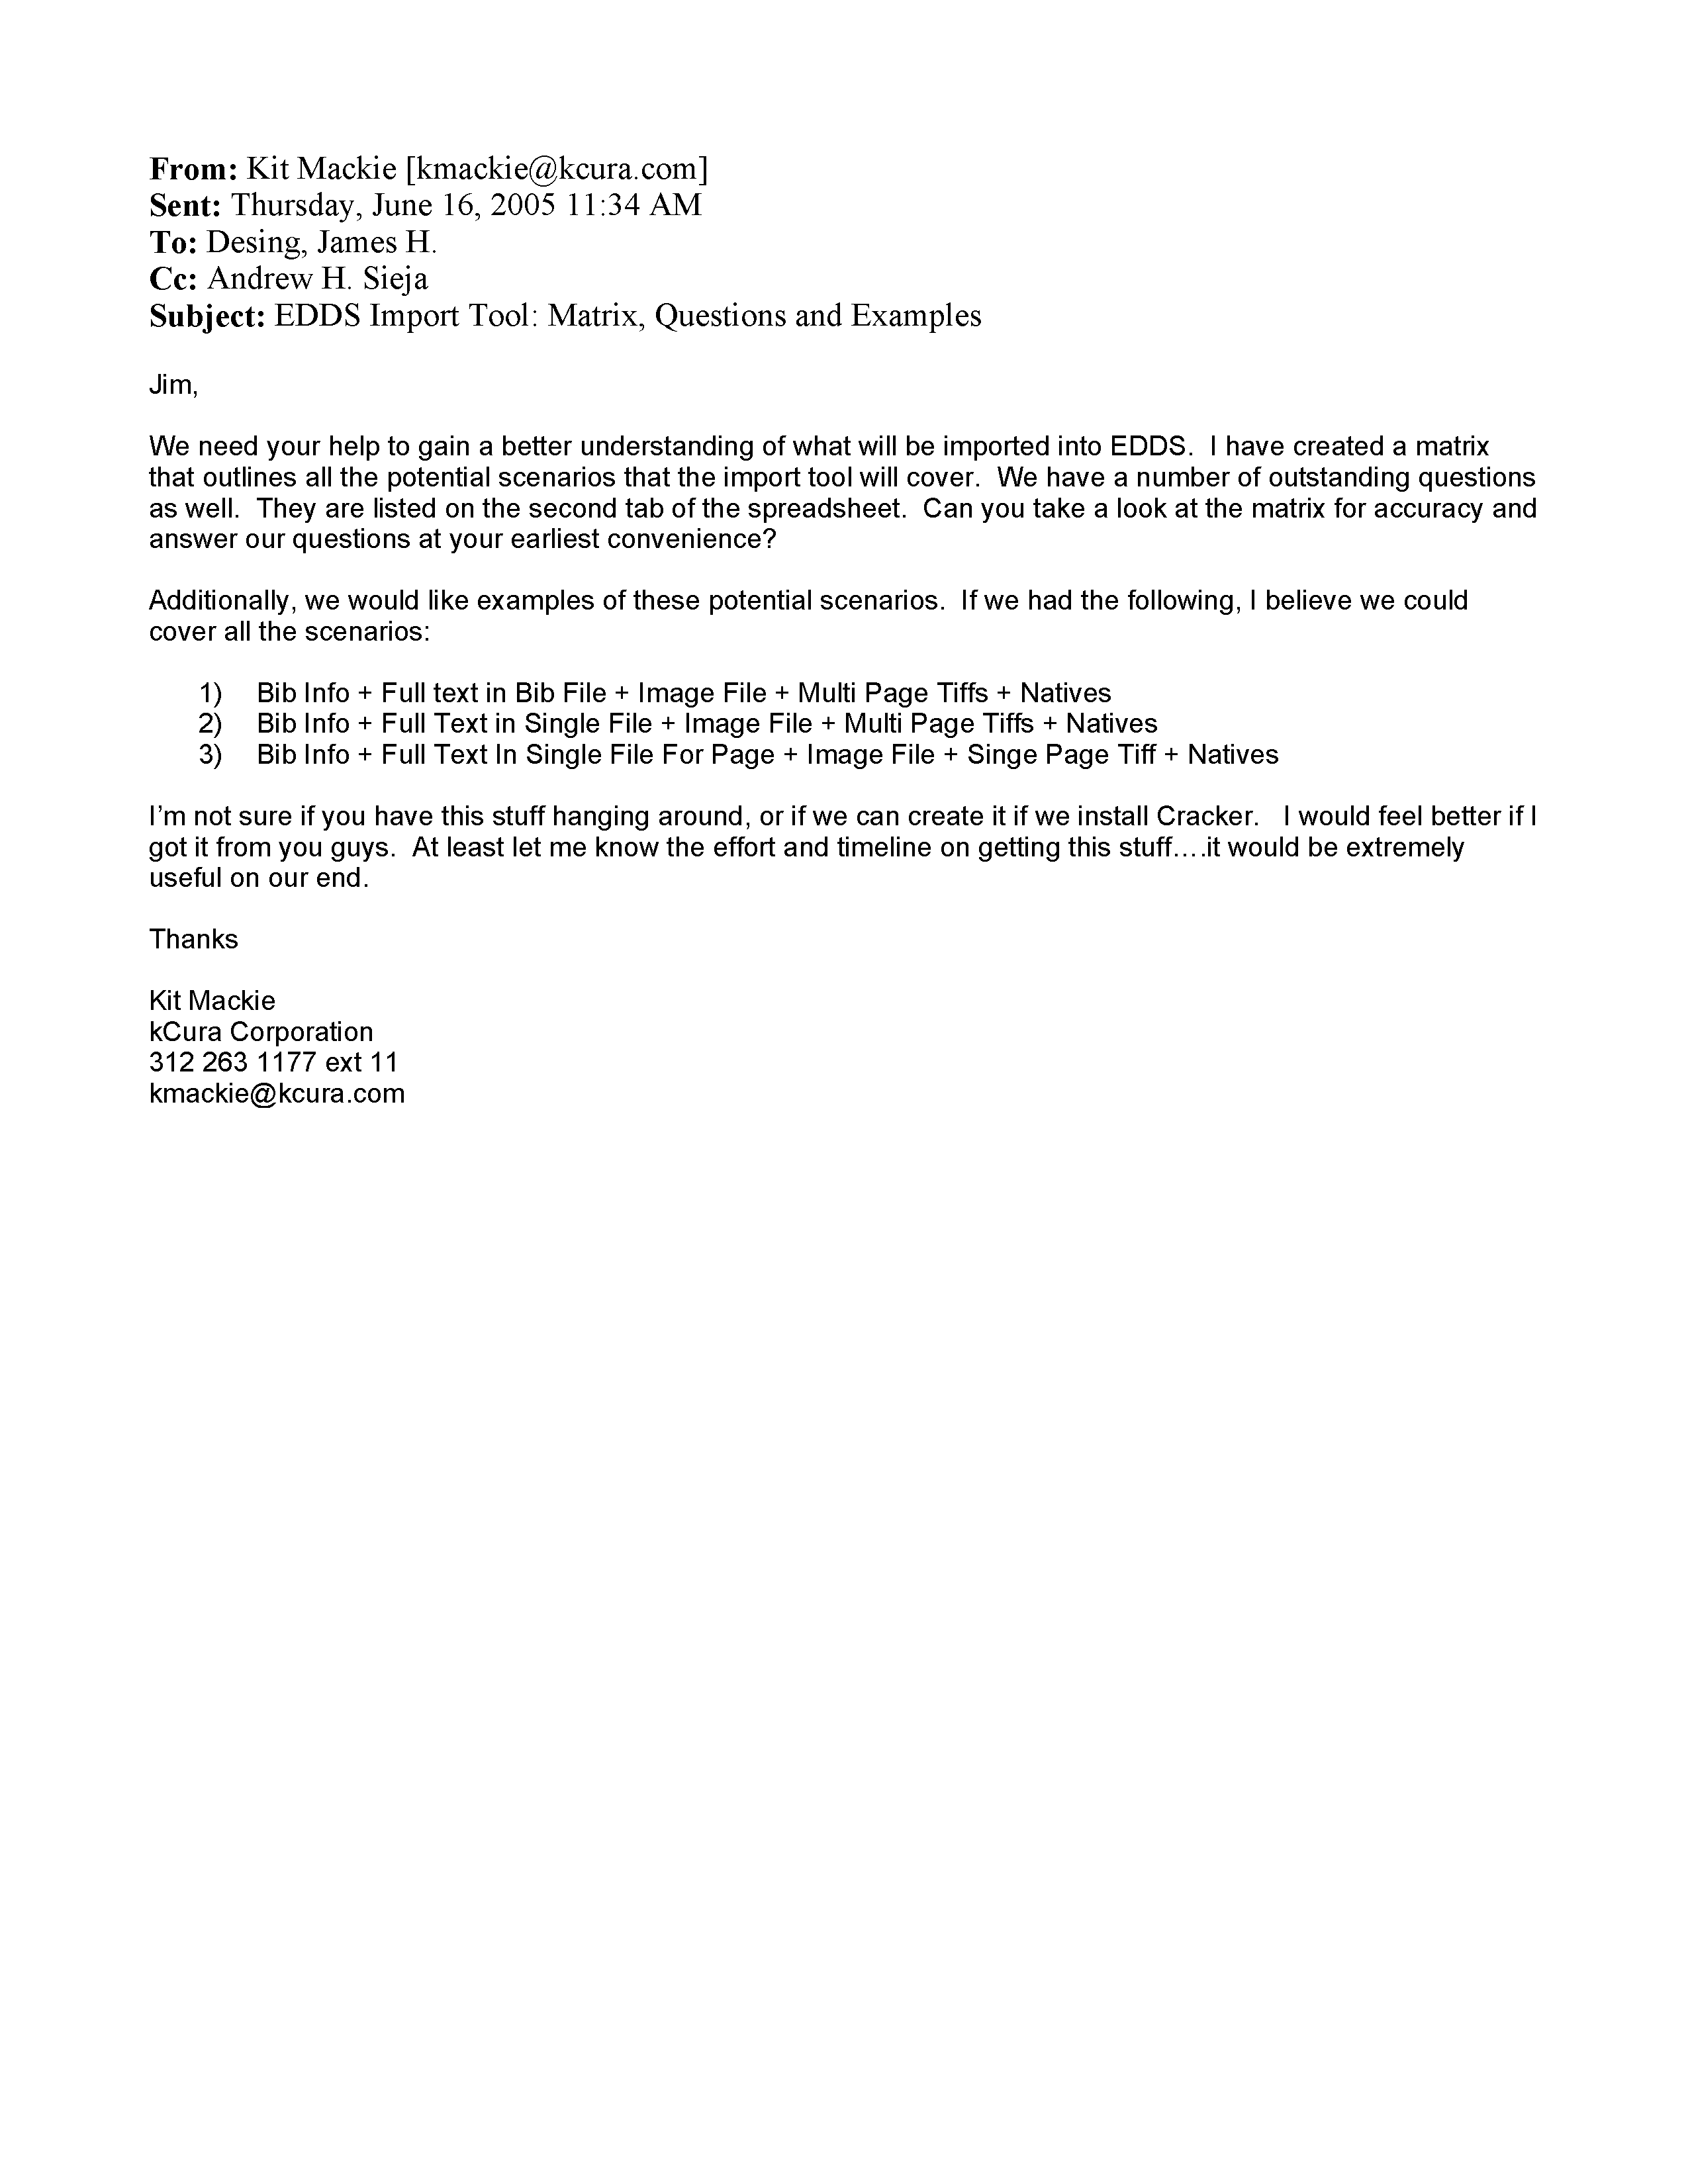 From: Kit Mackie [kmackie@kcura.com]
Sent: Thursday, June 16, 2005 11:34 AM
To: Desing, James H.
Cc: Andrew H. Sieja
Subject: EDDS Import Tool: Matrix, Questions and Examples
Jim,
We need your help to gain a better understanding of what will be imported into EDDS.  I have created a matrix
that outlines all the potential scenarios that the import tool will cover.  We have a number of outstanding questions
as well.  They are listed on the second tab of the spreadsheet.  Can you take a look at the matrix for accuracy and
answer our questions at your earliest convenience?
Additionally, we would like examples of these potential scenarios.  If we had the following, I believe we could
cover all the scenarios:
1) Bib Info + Full text in Bib File + Image File + Multi Page Tiffs + Natives
2) Bib Info + Full Text in Single File + Image File + Multi Page Tiffs + Natives
3) Bib Info + Full Text In Single File For Page + Image File + Singe Page Tiff + Natives
I’m not sure if you have this stuff hanging around, or if we can create it if we install Cracker.   I would feel better if I
got it from you guys.  At least let me know the effort and timeline on getting this stuff….it would be extremely
useful on our end.
Thanks
Kit Mackie
kCura Corporation
312 263 1177 ext 11
kmackie@kcura.com